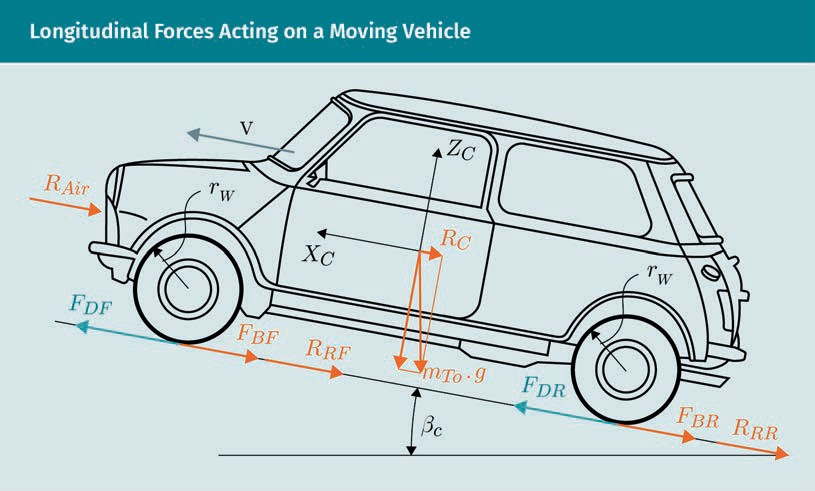 Longitudinal Forces Acting on a Moving Vehicle
v
Z_C
R_Air
r_W
R_C
X_C
r_W
F_DF
F_BF
R_RF
m_To · g
F_DR
β_c
F_BR
R_RR